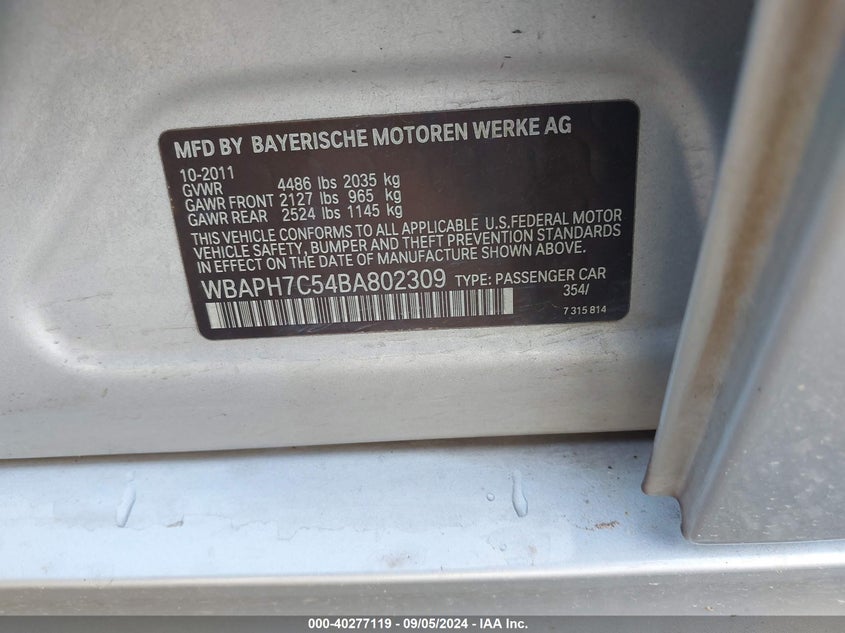 MFD BY BAYERISCHE MOTOREN WERKE AG
10-2011
GVWR 4486 lbs 2035 kg
GAWR FRONT 2127 lbs 965 kg
GAWR REAR 2524 lbs 1145 kg
THIS VEHICLE CONFORMS TO ALL APPLICABLE U.S.FEDERAL MOTOR
VEHICLE SAFETY, BUMPER AND THEFT PREVENTION STANDARDS
IN EFFECT ON THE DATE OF MANUFACTURE SHOWN ABOVE.
WBAPH7C54BA802309 TYPE: PASSENGER CAR
354/
7 315 814
000-40277119 - 09/05/2024 - IAA Inc.